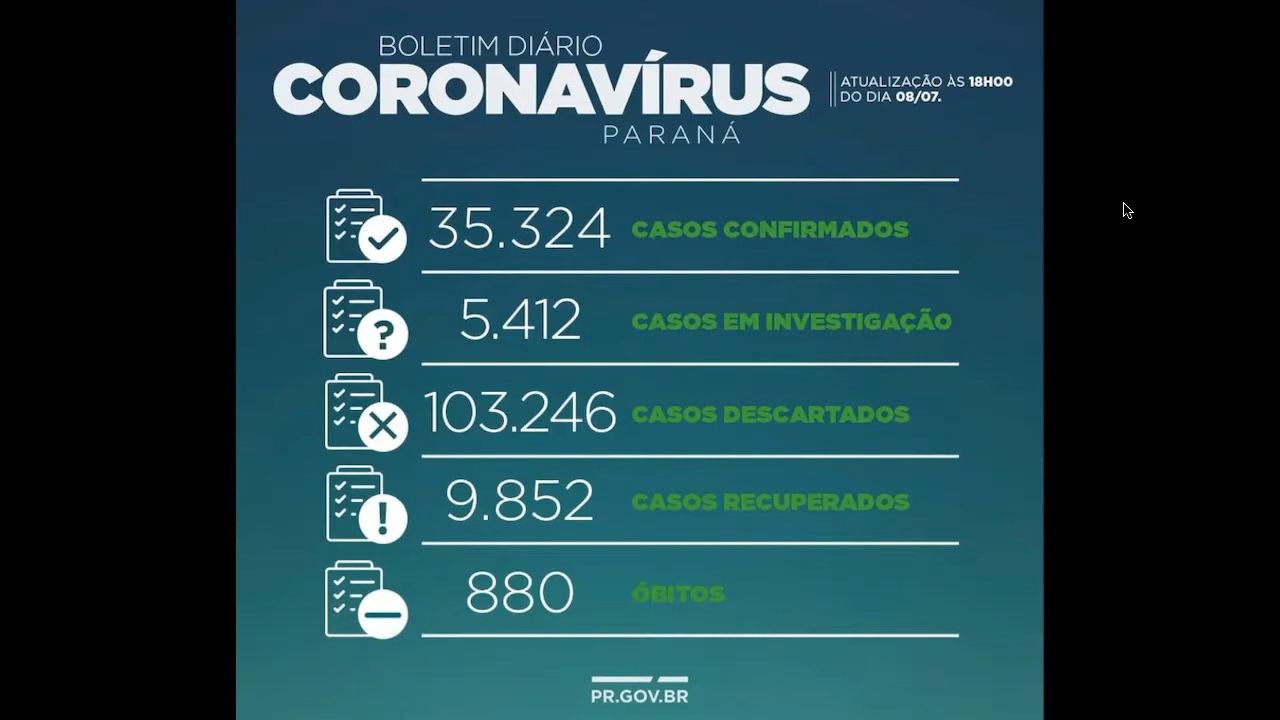 BOLETIM DIÁRIO
CORONAVÍRUS
PARANÁ
ATUALIZAÇÃO ÀS 18H00
DO DIA 08/07.
35.324 CASOS CONFIRMADOS
5.412 CASOS EM INVESTIGAÇÃO
103.246 CASOS DESCARTADOS
9.852 CASOS RECUPERADOS
880 ÓBITOS
PR.GOV.BR